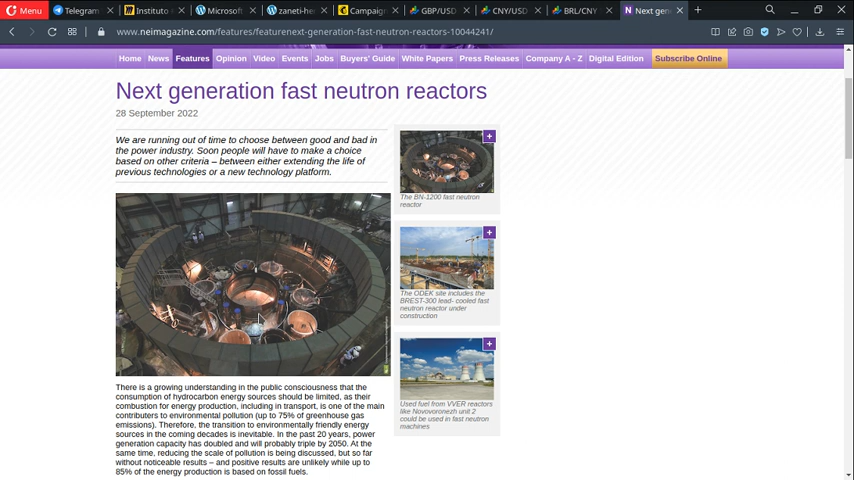 Menu
Telegram
Instituto
Microsof
zaneti-he
Campaign
GBP/USD
CNY/USD
BRL/CNY
Next gen
www.neimagazine.com/features/featurenext-generation-fast-neutron-reactors-10044241/
Home News Features Opinion Video Events Jobs Buyers' Guide White Papers Press Releases Company A - Z Digital Edition Subscribe Online
Next generation fast neutron reactors
28 September 2022
We are running out of time to choose between good and bad in
the power industry. Soon people will have to make a choice
based on other criteria – between either extending the life of
previous technologies or a new technology platform.
There is a growing understanding in the public consciousness that the
consumption of hydrocarbon energy sources should be limited, as their
combustion for energy production, including in transport, is one of the main
contributers to environmental pollution (up to 75% of greenhouse gas
emissions). Therefore, the transition to environmentally friendly energy
sources in the coming decades is inevitable. In the past 20 years, power
generation capacity has doubled and will probably triple by 2050. At the
same time, reducing the scale of pollution is being discussed, but so far
without noticeable results – and positive results are unlikely while up to
85% of the energy production is based on fossil fuels.
The BN-1200 fast neutron
reactor
The ODEK site includes the
BREST-300 lead- cooled fast
neutron reactor under
construction
Used fuel from VVER reactors
like Novovoronezh unit 2
could be used in fast neutron
machines